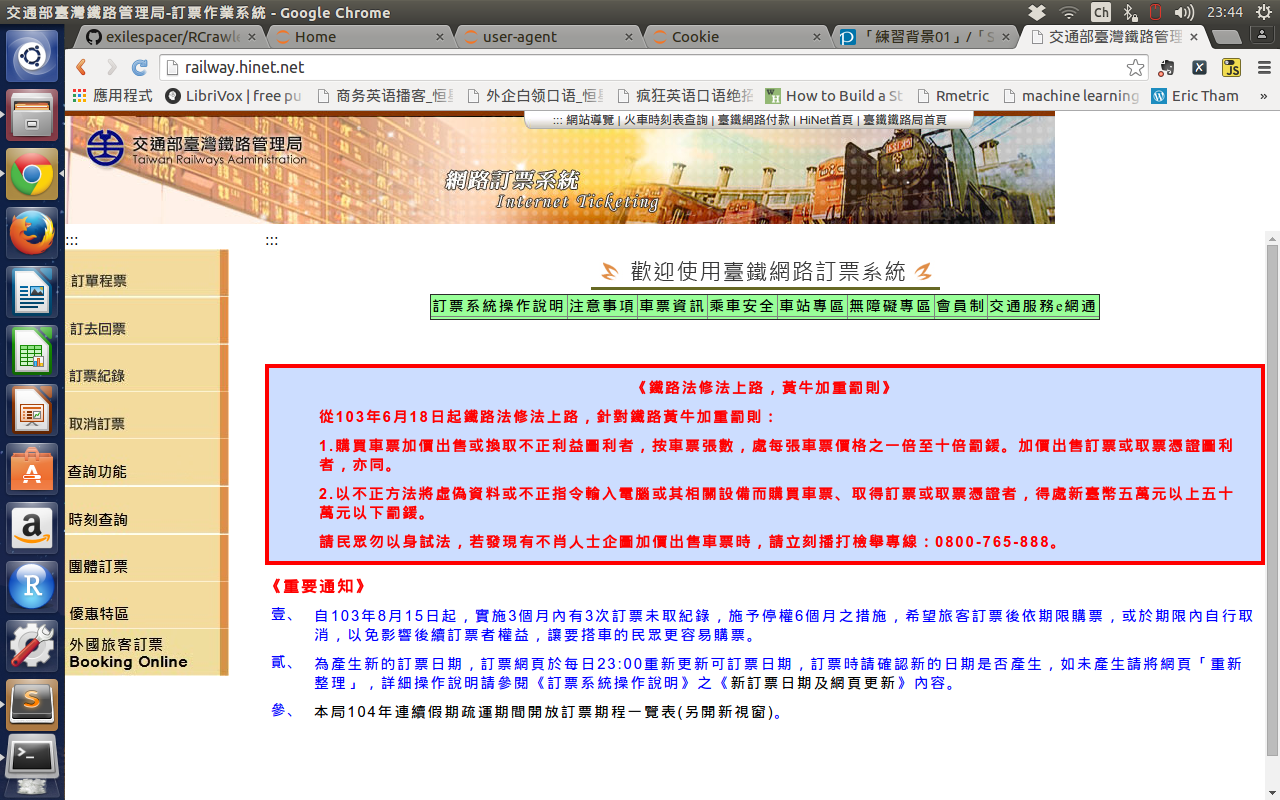 交通部臺灣鐵路管理局-訂票作業系統 - Google Chrome
Ch
23:44
exilespacer/RCrawl
Home
user-agent
Cookie
「練習背景01」/「S
交通部臺灣鐵路管理
railway.hinet.net
應用程式
LibriVox | free pu
商务英语播客_恒
外企白领口语_恒
疯狂英语口语绝招
How to Build a St
Rmetric
machine learning
Eric Tham
»
::: 網站導覽 | 火車時刻表查詢 | 臺鐵網路付款 | HiNet首頁 | 臺鐵鐵路局首頁
交通部臺灣鐵路管理局
Taiwan Railways Administration
網路訂票系統
Internet Ticketing
:::
訂單程票
訂去回票
訂票紀錄
取消訂票
查詢功能
時刻查詢
團體訂票
優惠特區
外國旅客訂票
Booking Online
:::
歡迎使用臺鐵網路訂票系統
訂票系統操作說明 注意事項 車票資訊 乘車安全 車站專區 無障礙專區 會員制 交通服務e網通
《鐵路法修法上路，黃牛加重罰則》
從103年6月18日起鐵路法修法上路，針對鐵路黃牛加重罰則：
1.購買車票加價出售或換取不正利益圖利者，按車票張數，處每張車票價格之一倍至十倍罰鍰。加價出售訂票或取票憑證圖利
者，亦同。
2.以不正方法將虛偽資料或不正指令輸入電腦或其相關設備而購買車票、取得訂票或取票憑證者，得處新臺幣五萬元以上五十
萬元以下罰鍰。
請民眾勿以身試法，若發現有不肖人士企圖加價出售車票時，請立刻播打檢舉專線：0800-765-888。
《重要通知》
壹、 自103年8月15日起，實施3個月內有3次訂票未取紀錄，施予停權6個月之措施，希望旅客訂票後依期限購票，或於期限內自行取
消，以免影響後續訂票者權益，讓要搭車的民眾更容易購票。
貳、 為產生新的訂票日期，訂票網頁於每日23:00重新更新可訂票日期，訂票時請確認新的日期是否產生，如未產生請將網頁「重新
整理」，詳細操作說明請參閱《訂票系統操作說明》之《新訂票日期及網頁更新》內容。
參、 本局104年連續假期疏運期間開放訂票期程一覽表(另開新視窗)。